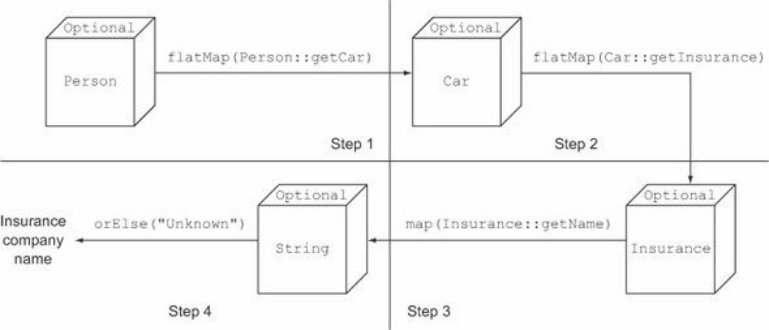 Optional
Person
flatMap(Person::getCar)
Step 1
Optional
Car
flatMap(Car::getInsurance)
Step 2
Optional
Insurance
map(Insurance::getName)
Step 3
Optional
String
orElse("Unknown")
Insurance
company
name
Step 4